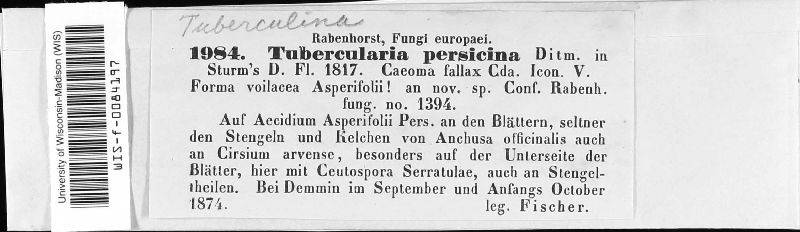 University of Wisconsin-Madison (WIS)
WIS-f-0084197
Tuberculina
Rabenhorst, Fungi europaei.
1984. Tubercularia persicina Ditm. in
Sturm's D. Fl. 1817. Caeoma fallax Cda. Icon. V.
Forma voilacea Asperifolii! an nov. sp. Conf. Rabenh.
fung. no. 1394.
Auf Aecidium Asperifolii Pers. an den Blättern, seltner
den Stengeln und Kelchen von Anchusa officinalis auch
an Cirsium arvense, besonders auf der Unterseite der
Blätter, hier mit Ceutospora Serratulae, auch an Stengel-
theilen. Bei Demmin im September und Anfangs October
1874. leg. Fischer.